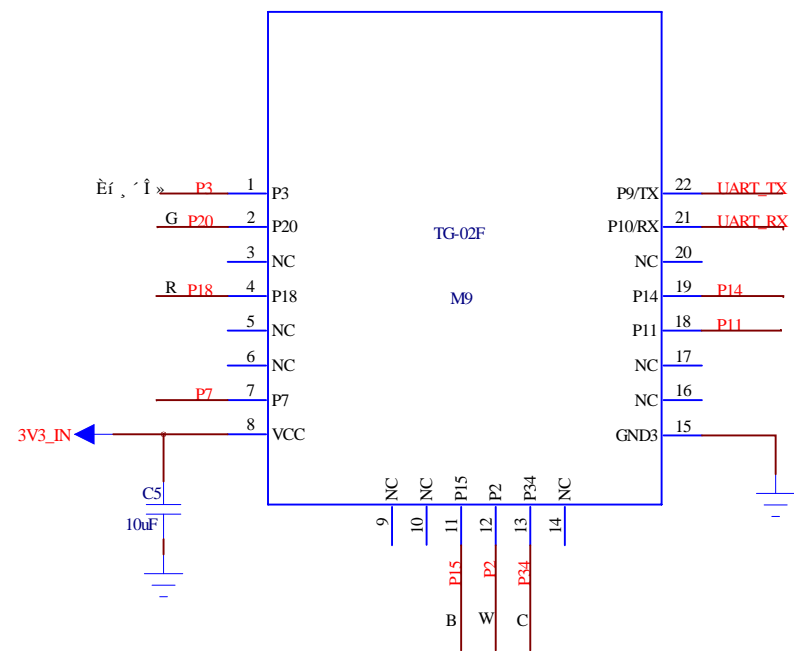 Èí ¸ ´ Î »
P3
1
P3
P9/TX
22
UART_TX
G
P20
2
P20
TG-02F
P10/RX
21
UART_RX
3
NC
NC
20
R
P18
4
P18
M9
P14
19
P14
5
NC
P11
18
P11
6
NC
NC
17
P7
7
P7
NC
16
3V3_IN
8
VCC
GND3
15
C5
10uF
NC
NC
P15
P2
P34
NC
9
10
11
12
13
14
P15
P2
P34
B
W
C